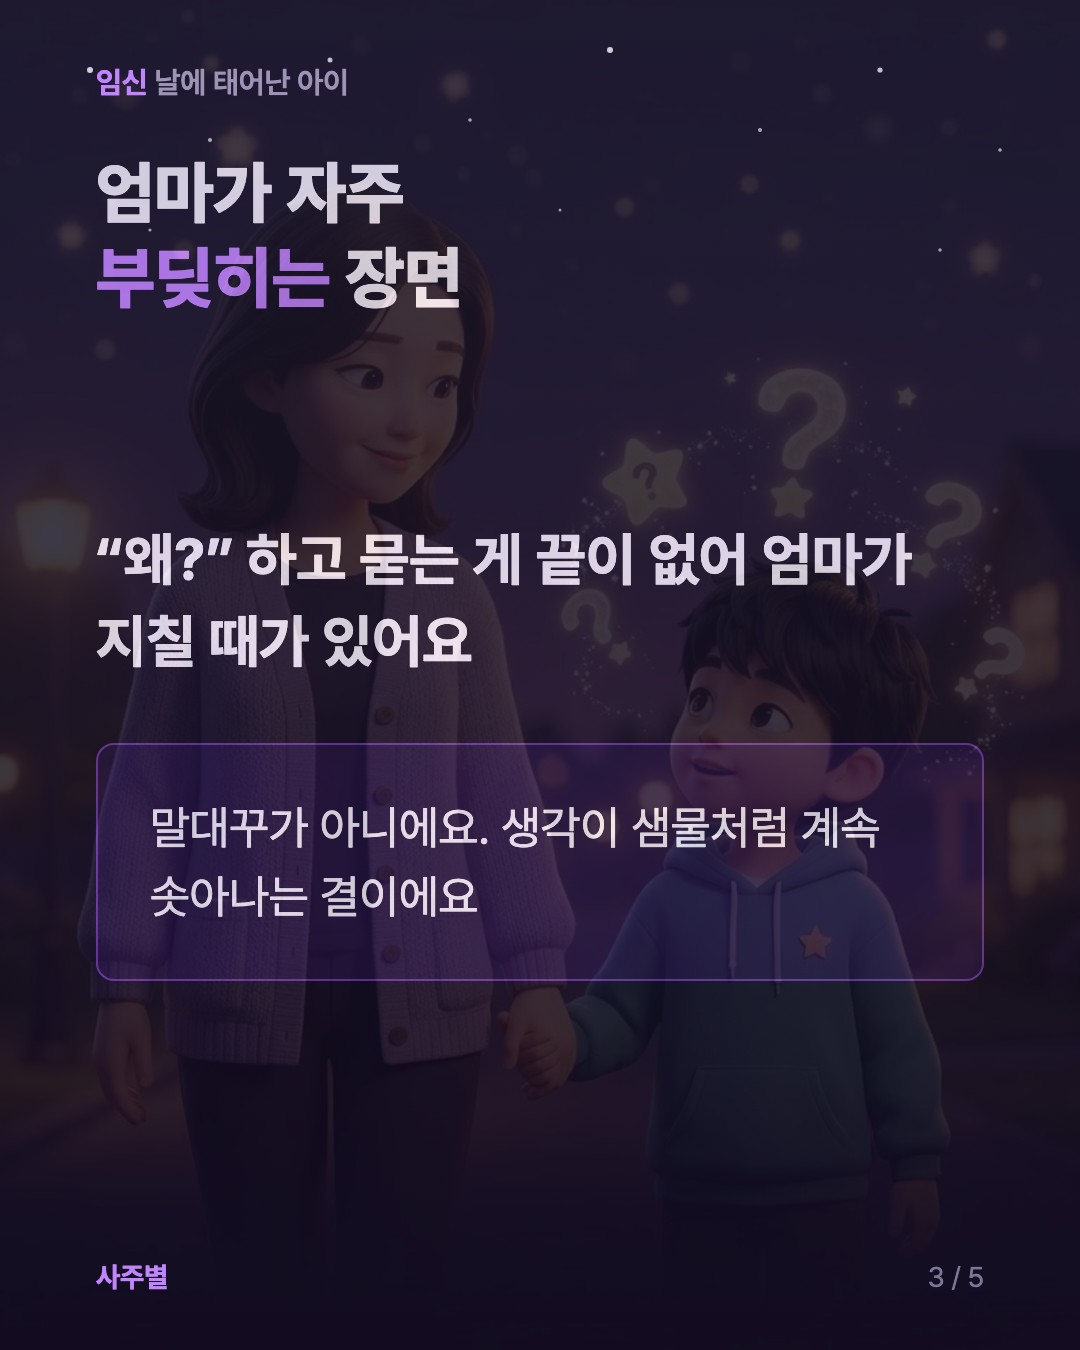 임신 날에 태어난 아이
엄마가 자주
부딪히는 장면
?
?
?
?
?
“왜?” 하고 묻는 게 끝이 없어 엄마가
지칠 때가 있어요
말대꾸가 아니에요. 생각이 샘물처럼 계속
솟아나는 결이에요
사주별
3 / 5